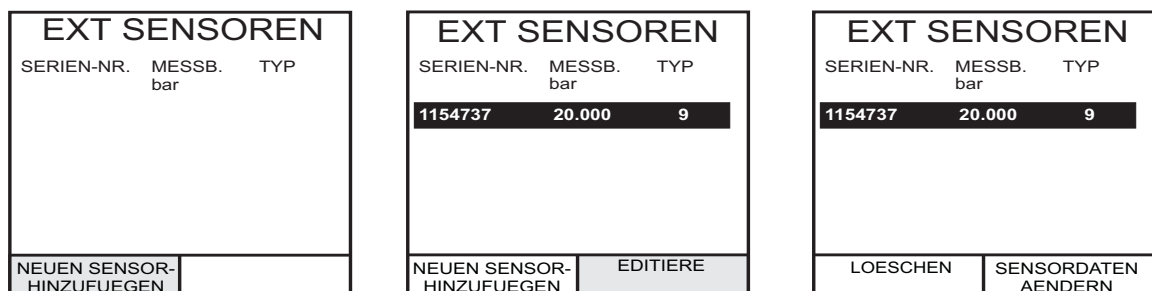 EXT SENSOREN
SERIEN-NR. MESSB. TYP
bar
NEUEN SENSOR-
HINZUFUEGEN
EXT SENSOREN
SERIEN-NR. MESSB. TYP
bar
1154737 20.000 9
NEUEN SENSOR-
HINZUFUEGEN
EDITIERE
EXT SENSOREN
SERIEN-NR. MESSB. TYP
bar
1154737 20.000 9
LOESCHEN
SENSORDATEN
AENDERN